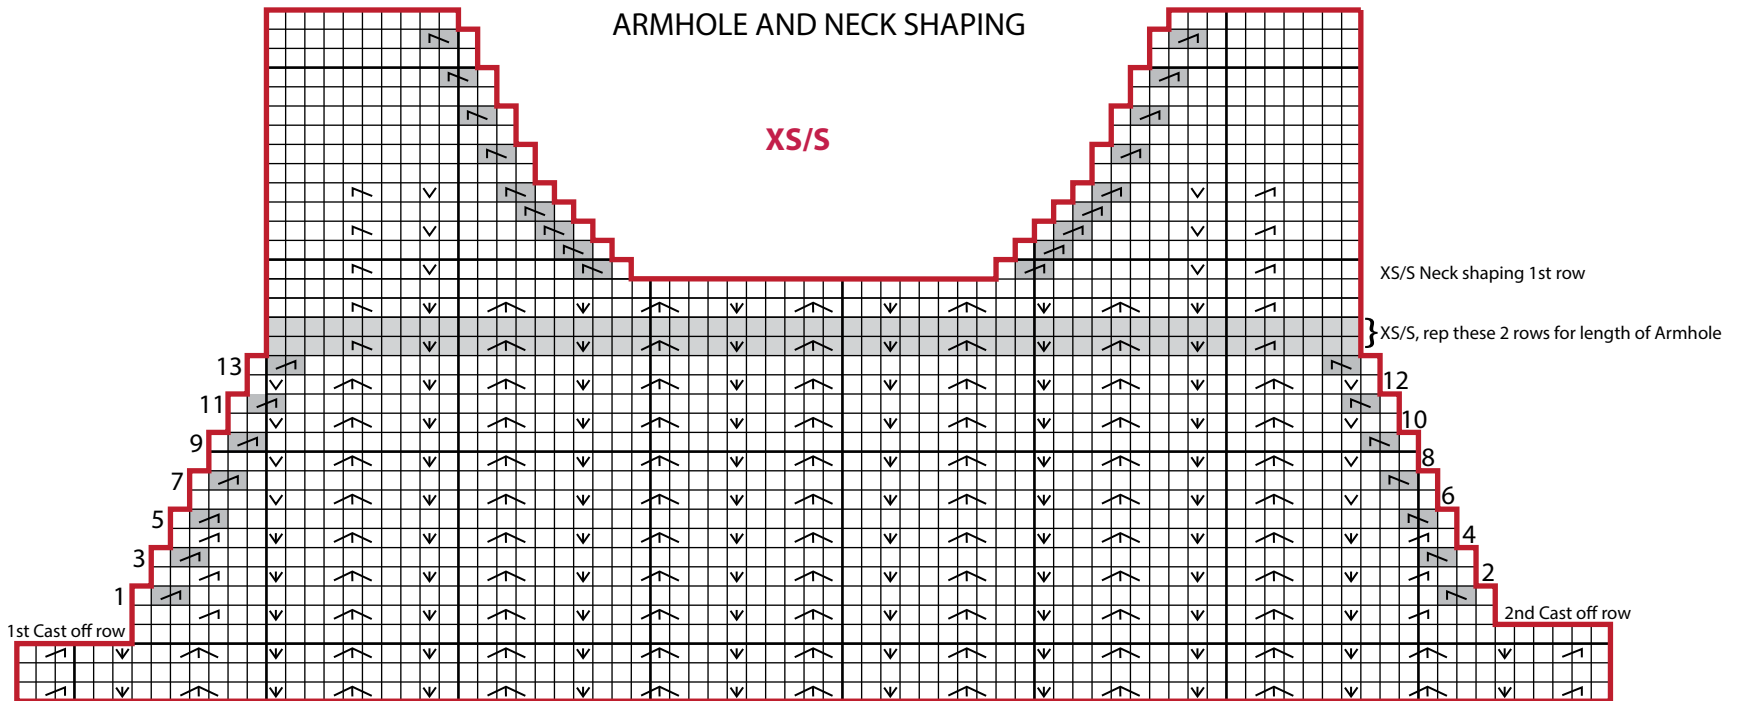 ARMHOLE AND NECK SHAPING
XS/S
XS/S Neck shaping 1st row
} XS/S, rep these 2 rows for length of Armhole
13
12
11
10
9
8
7
6
5
4
3
2
1
2nd Cast off row
1st Cast off row